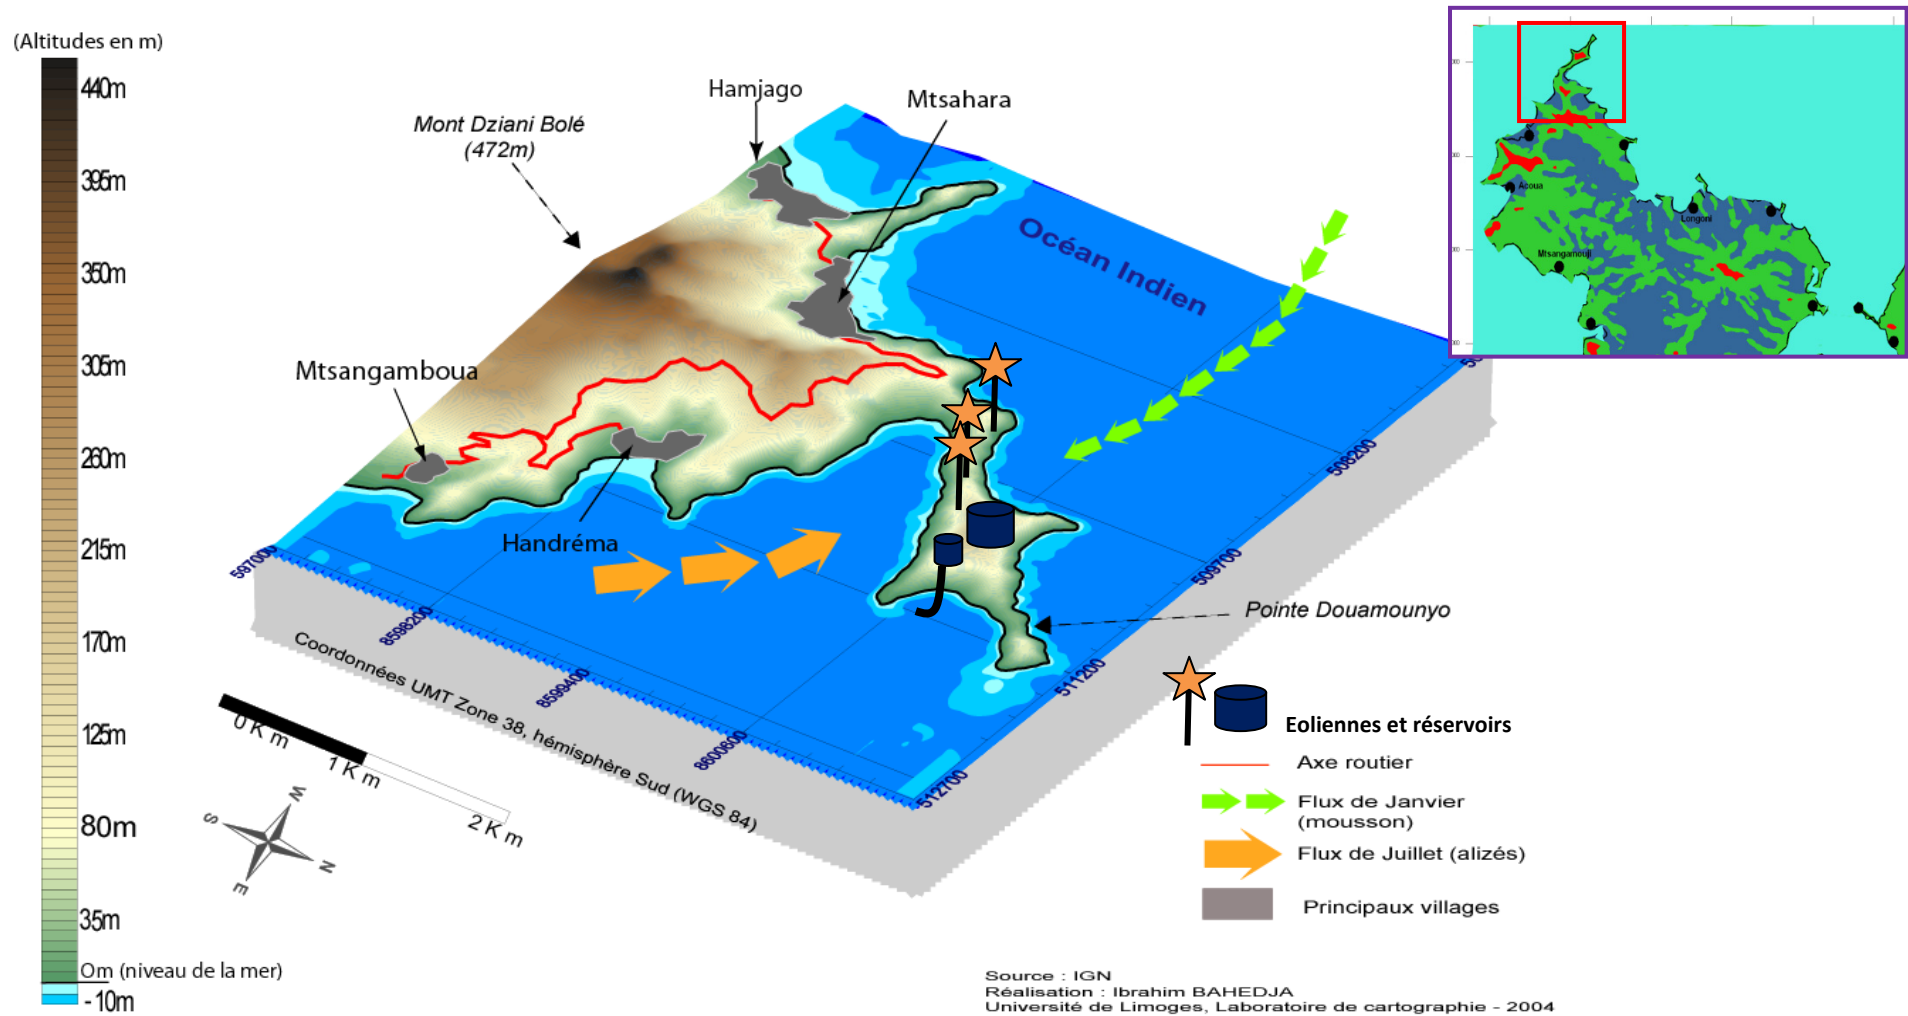 (Altitudes en m)
440m
395m
350m
305m
260m
215m
170m
125m
80m
35m
0m (niveau de la mer)
-10m
Hamjago
Mtsahara
Mont Dziani Bolé
(472m)
Océan Indien
Mtsangamboua
Handréma
Pointe Douamounyo
597000
8598200
8599400
8600600
512700
511200
509700
508200
Coordonnées UMT Zone 38, hémisphère Sud (WGS 84)
0 Km
1 Km
2 Km
W
S
N
E
Acoua
Longoni
Mtsangamouji
Eoliennes et réservoirs
Axe routier
Flux de Janvier
(mousson)
Flux de Juillet (alizés)
Principaux villages
Source : IGN
Réalisation : Ibrahim BAHEDJA
Université de Limoges, Laboratoire de cartographie - 2004